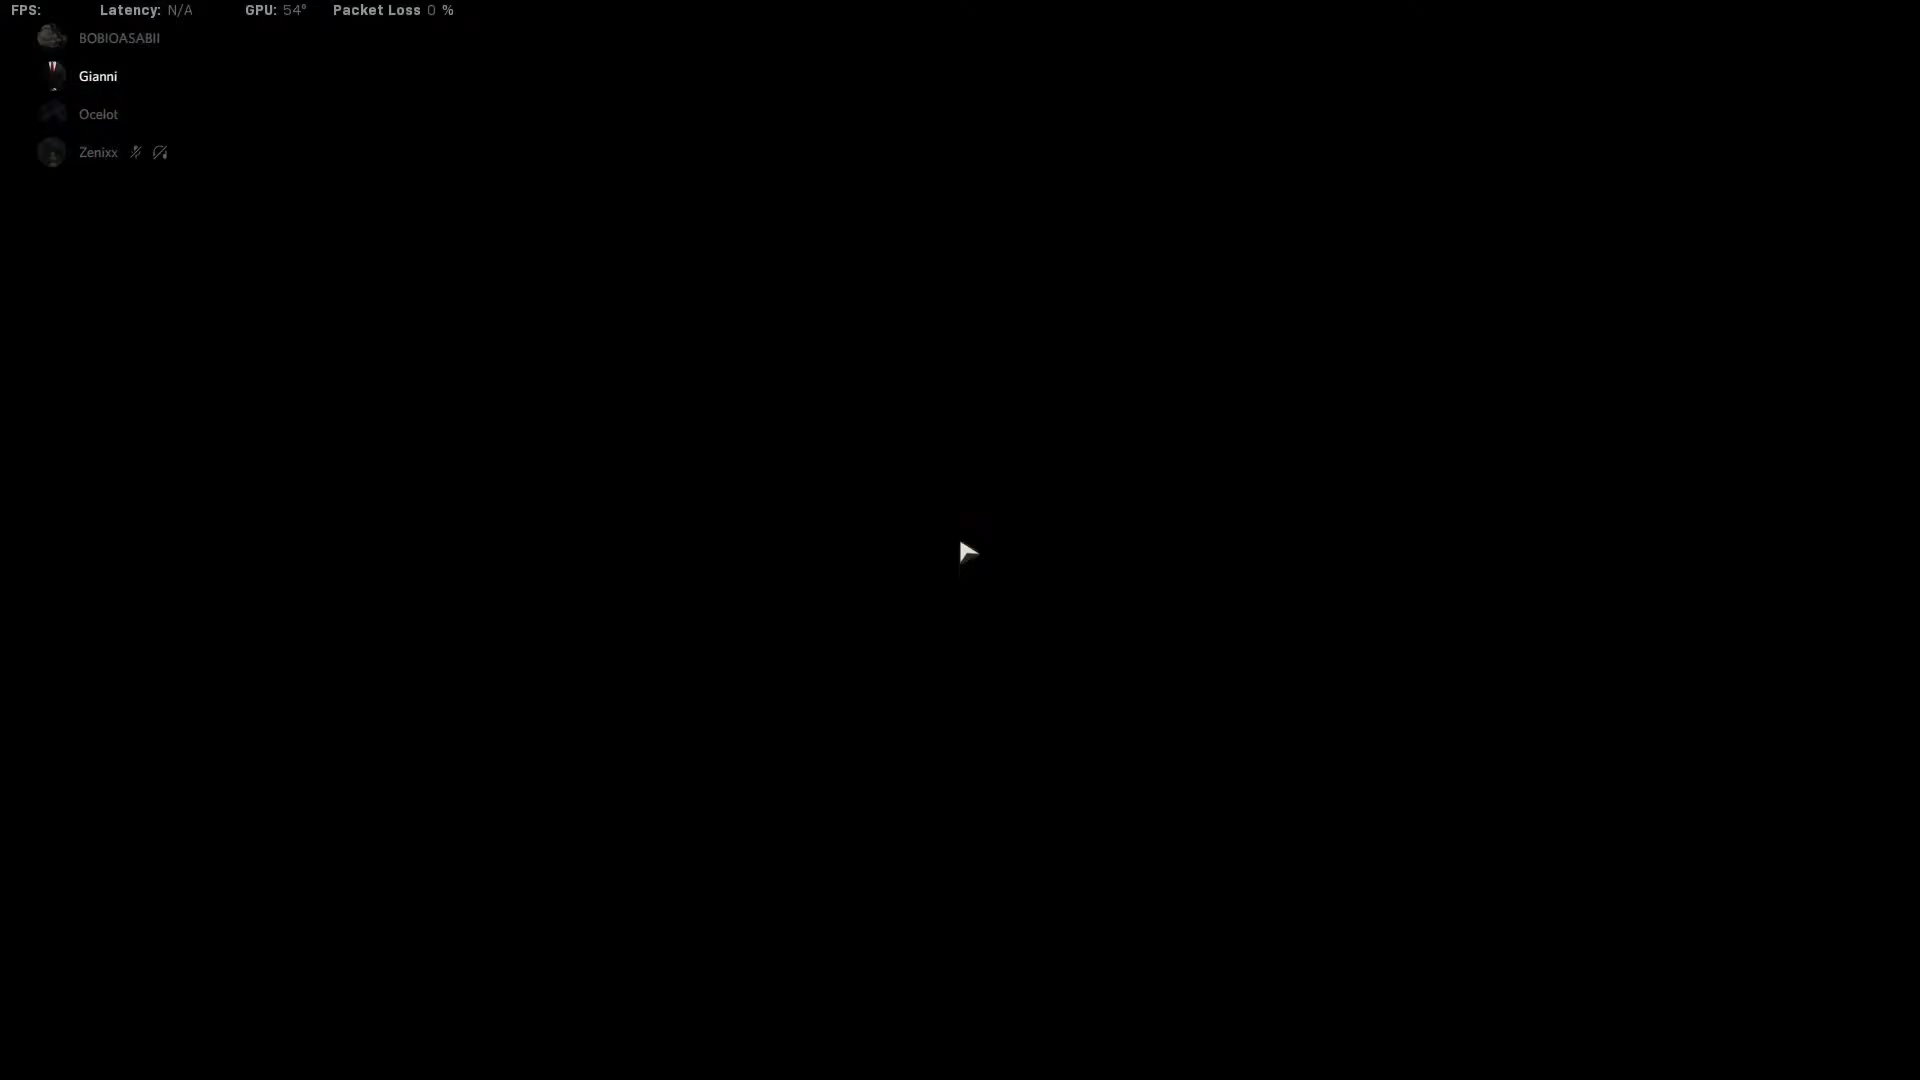 FPS: Latency: N/A GPU: 54° Packet Loss 0 %
BOBIOASABII
Gianni
Ocelot
Zenixx